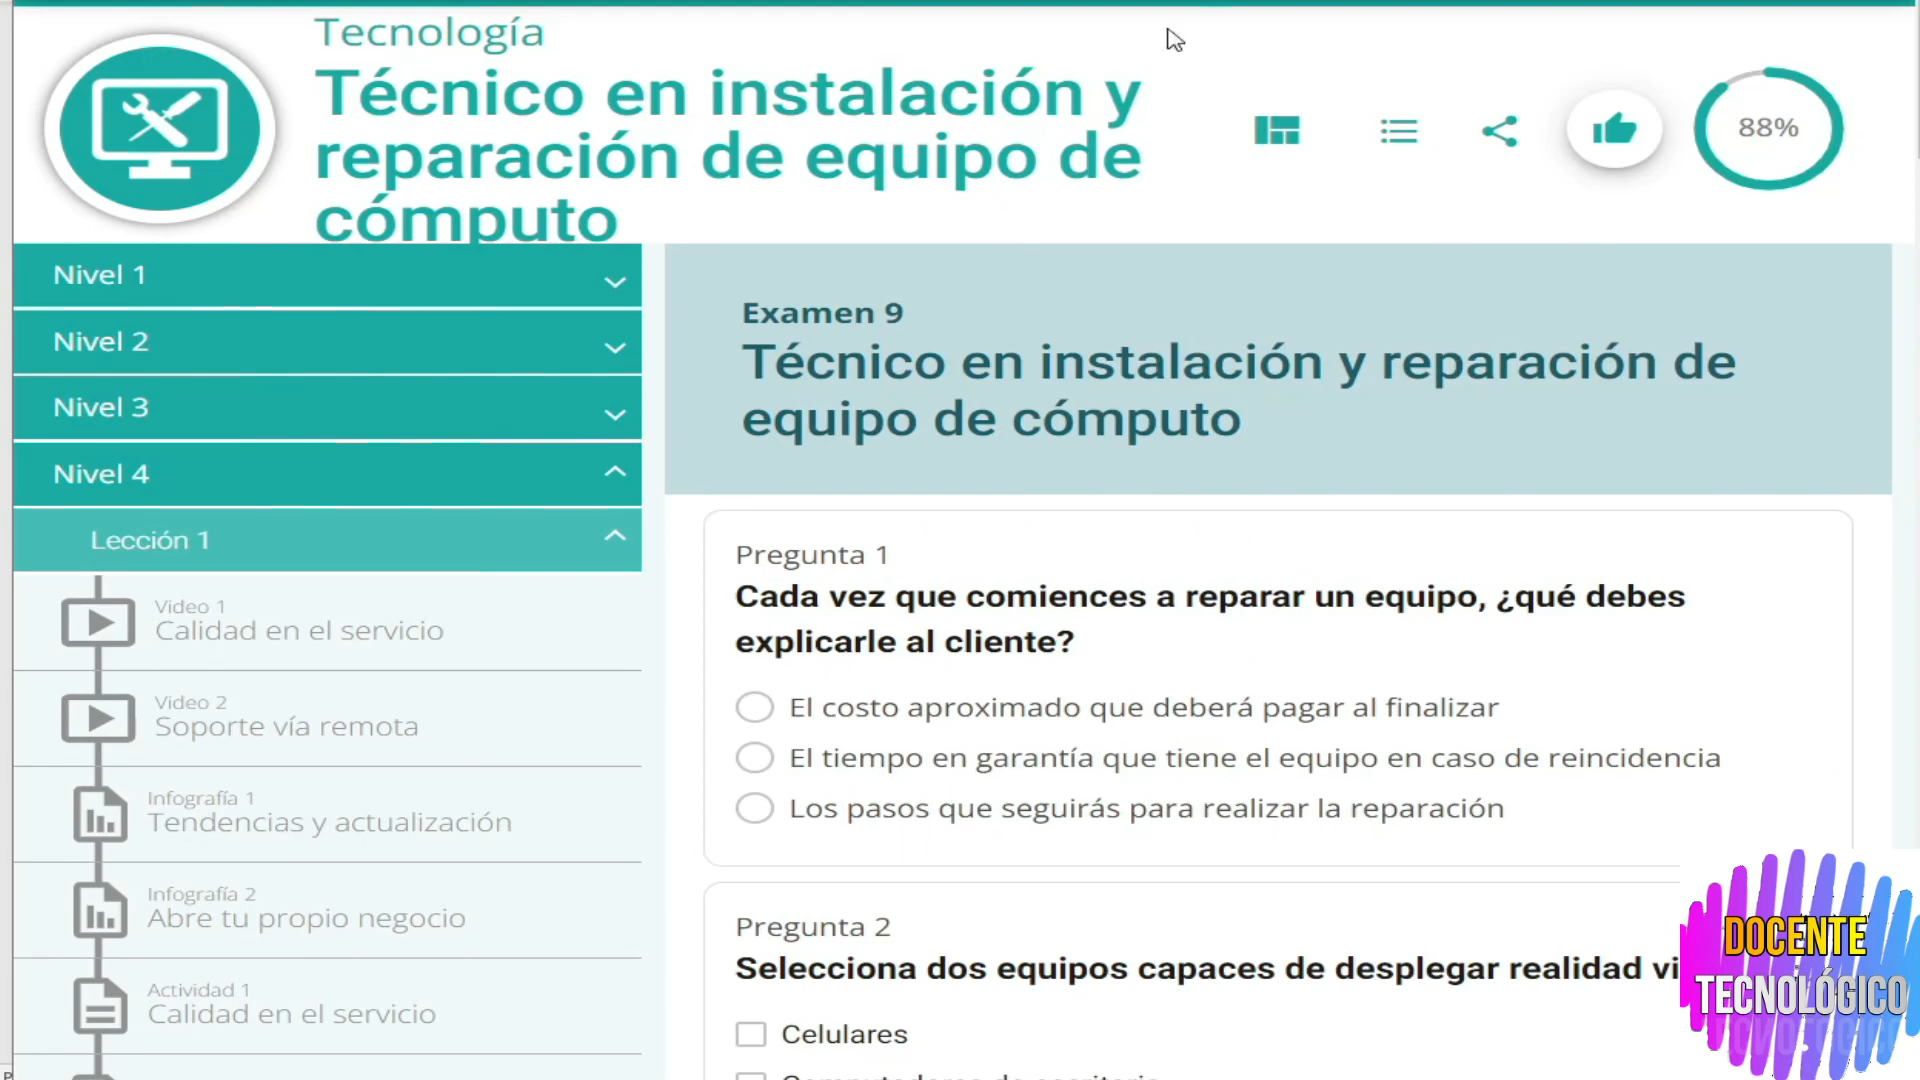 Tecnología
Técnico en instalación y
reparación de equipo de
cómputo
88%
Nivel 1
Nivel 2
Nivel 3
Nivel 4
Lección 1
Video 1
Calidad en el servicio
Video 2
Soporte vía remota
Infografía 1
Tendencias y actualización
Infografía 2
Abre tu propio negocio
Actividad 1
Calidad en el servicio
Examen 9
Técnico en instalación y reparación de
equipo de cómputo
Pregunta 1
Cada vez que comiences a reparar un equipo, ¿qué debes
explicarle al cliente?
El costo aproximado que deberá pagar al finalizar
El tiempo en garantía que tiene el equipo en caso de reincidencia
Los pasos que seguirás para realizar la reparación
Pregunta 2
Selecciona dos equipos capaces de desplegar realidad vi
Celulares
DOCENTE
TECNOLÓGICO